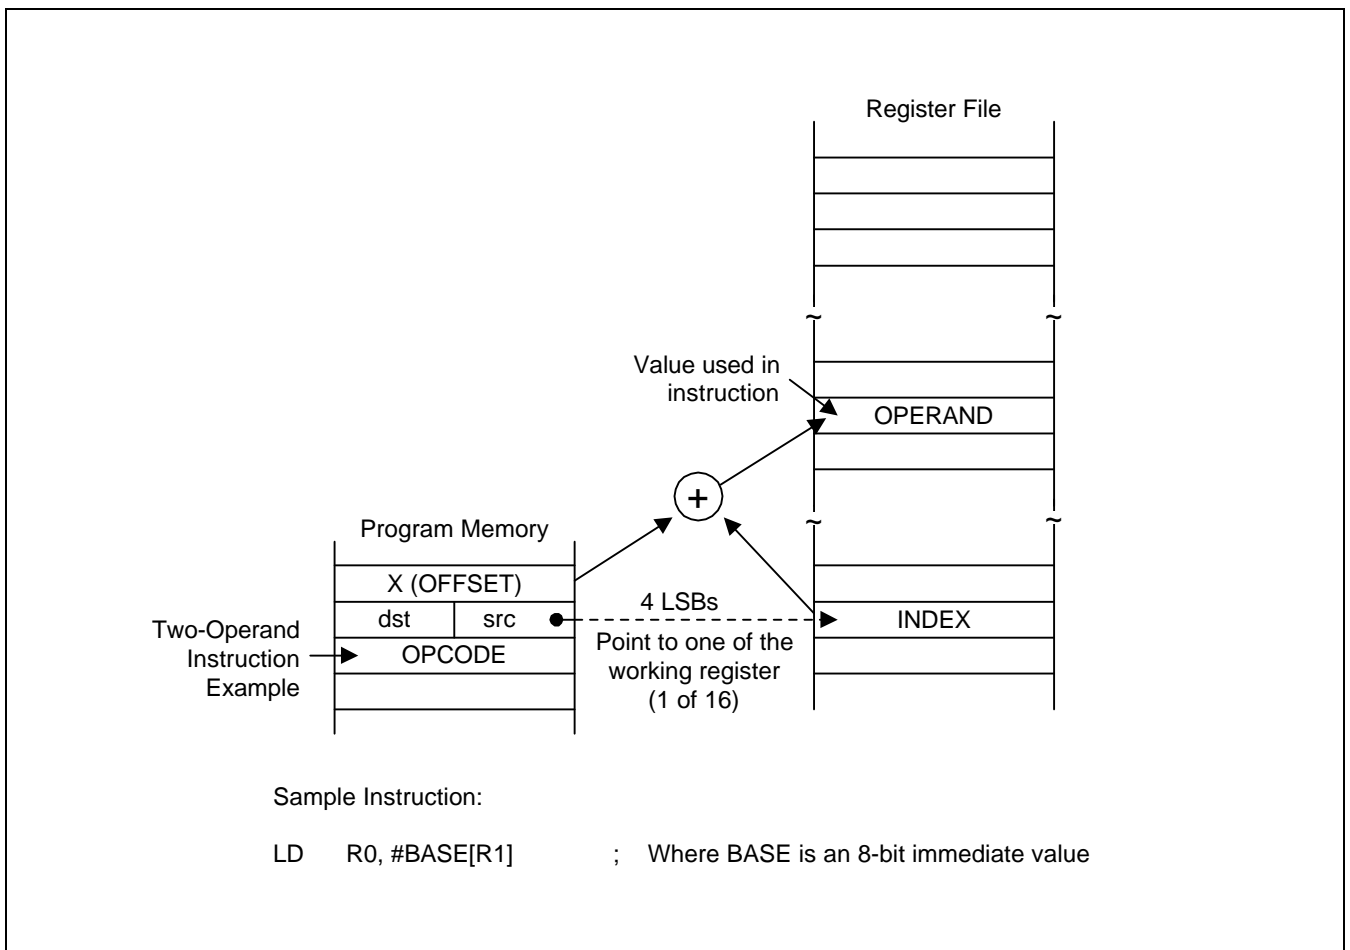 Register File
~ ~
Value used in
instruction
OPERAND
+
Program Memory
~ ~
X (OFFSET)
dst src
4 LSBs
INDEX
Two-Operand
Instruction
Example
OPCODE
Point to one of the
working register
(1 of 16)
Sample Instruction:
LD R0, #BASE[R1] ; Where BASE is an 8-bit immediate value